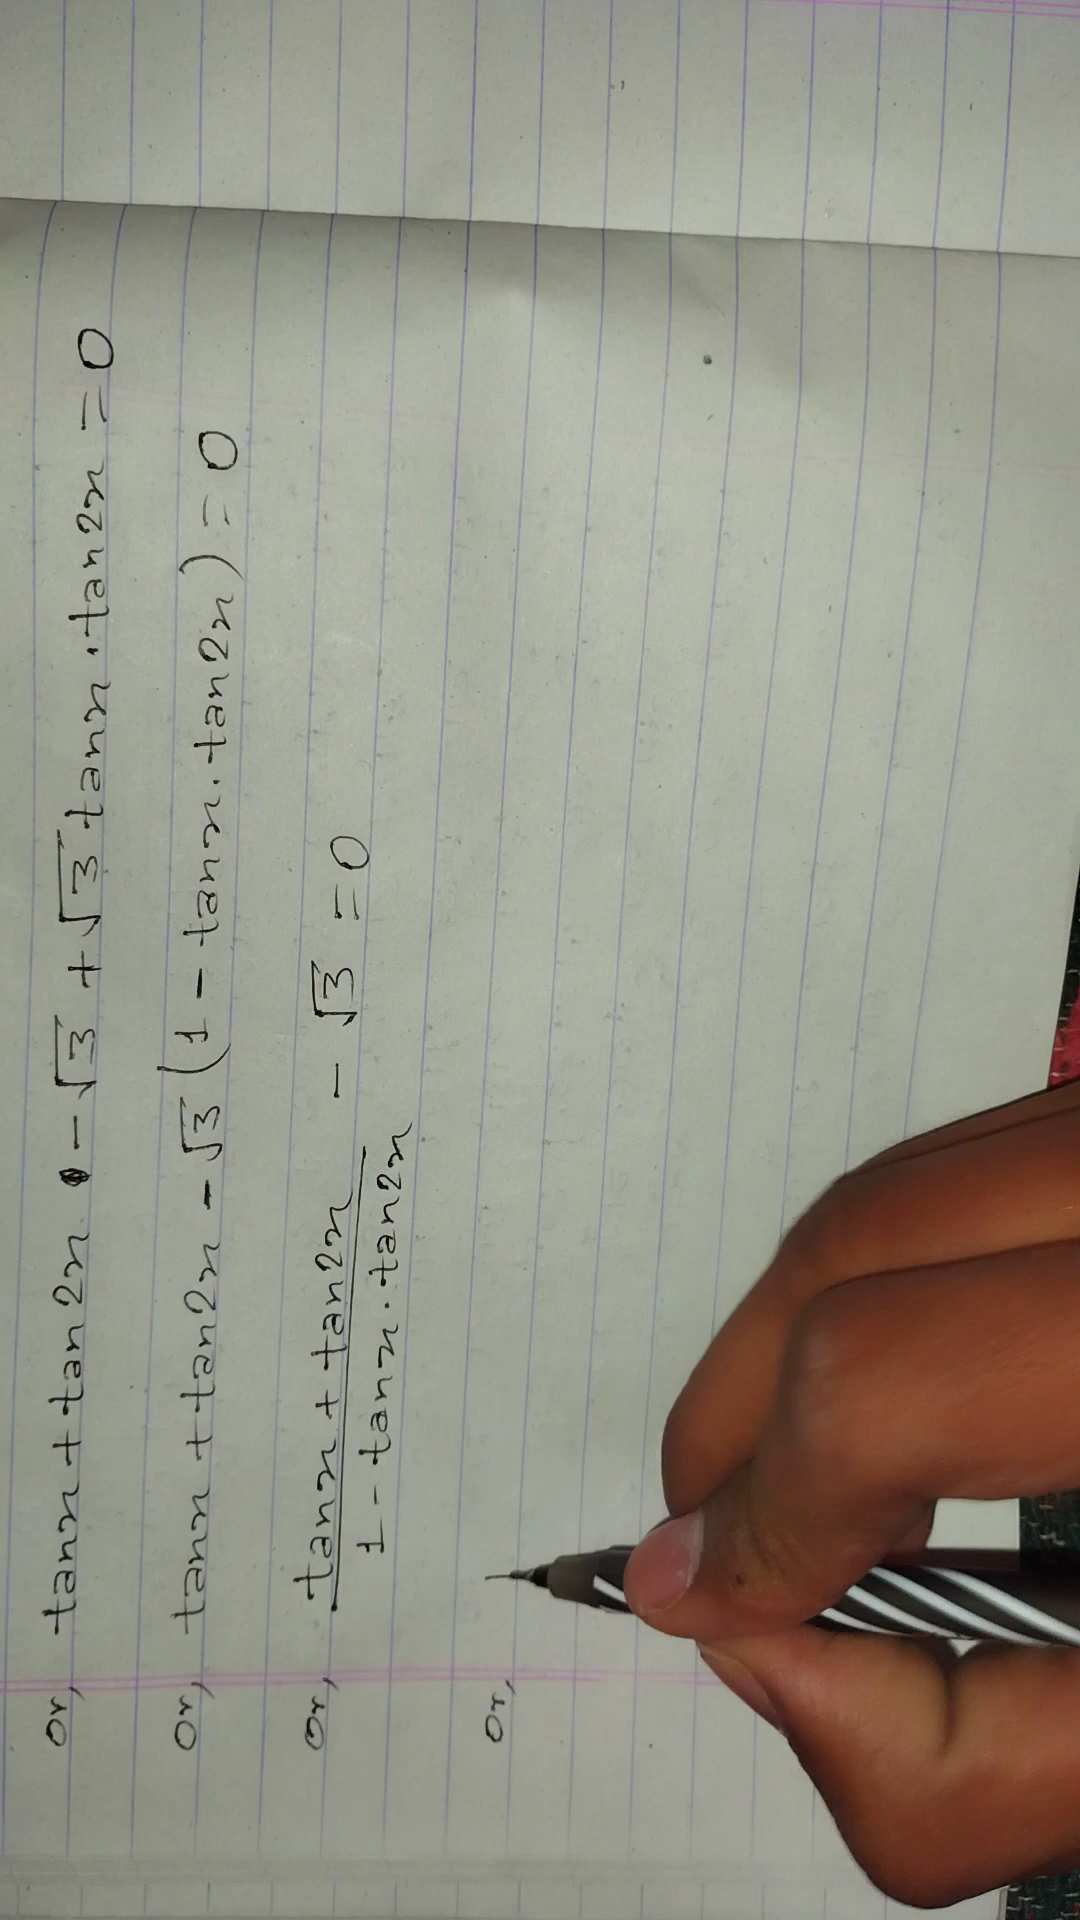 or, tanx + tan2x - √3 + √3 tanx . tan2x = 0
or, tanx + tan2x - √3 (1 - tanx . tan2x) = 0
or, tanx + tan2x / 1 - tanx . tan2x - √3 = 0
or,